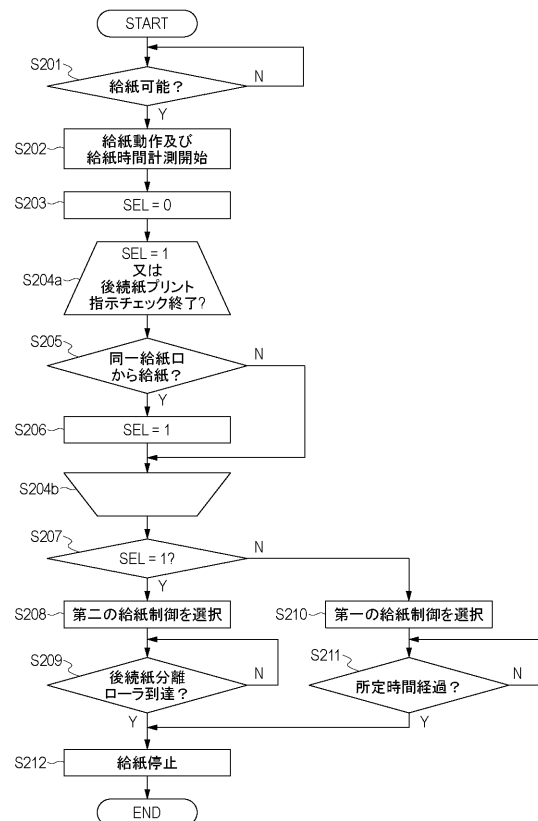 START
S201
給紙可能？
N
Y
S202
給紙動作及び
給紙時間計測開始
S203
SEL = 0
S204a
SEL = 1
又は
後続紙プリント
指示チェック終了?
S205
同一給紙口
から給紙？
N
Y
S206
SEL = 1
S204b
S207
SEL = 1?
N
Y
S208
第二の給紙制御を選択
S210
第一の給紙制御を選択
S209
後続紙分離
ローラ到達？
N
Y
S211
所定時間経過？
N
Y
S212
給紙停止
END